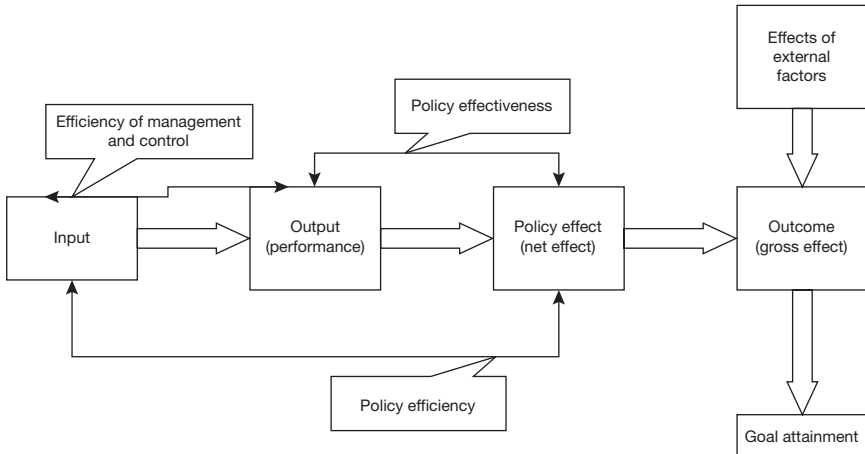 Effects of
external
factors
Policy effectiveness
Efficiency of management
and control
Input
Output
(performance)
Policy effect
(net effect)
Outcome
(gross effect)
Policy efficiency
Goal attainment